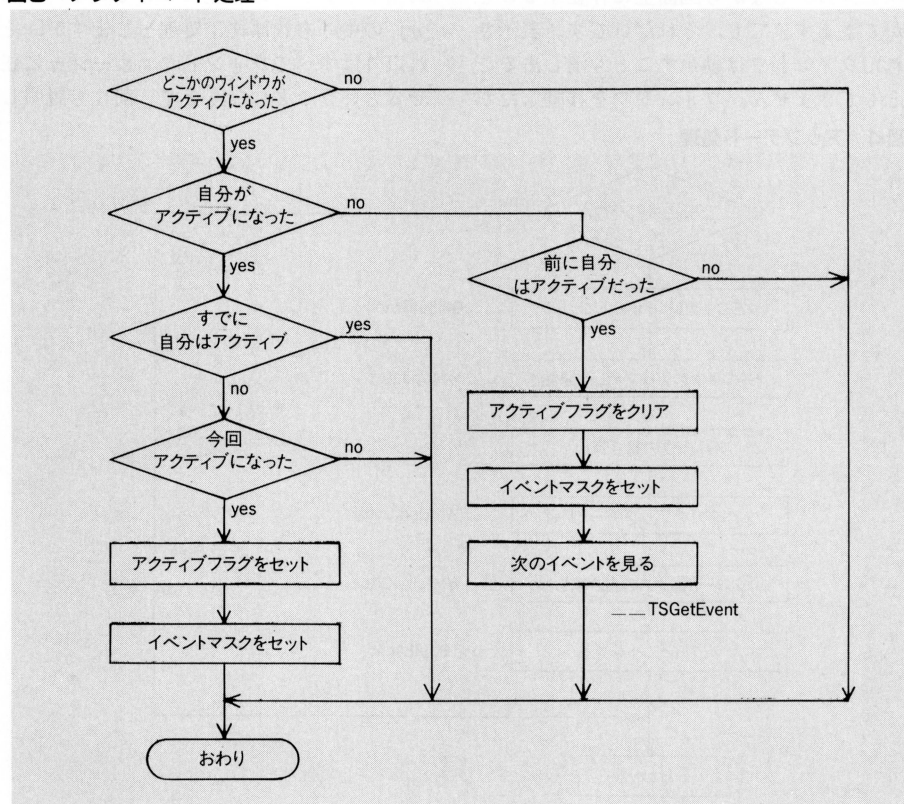 どこかのウィンドウが
アクティブになった
no
yes
自分が
アクティブになった
no
yes
前に自分
はアクティブだった
no
yes
すでに
自分はアクティブ
yes
no
今回
アクティブになった
no
yes
アクティブフラグをクリア
イベントマスクをセット
アクティブフラグをセット
次のイベントを見る
__TSGetEvent
イベントマスクをセット
おわり